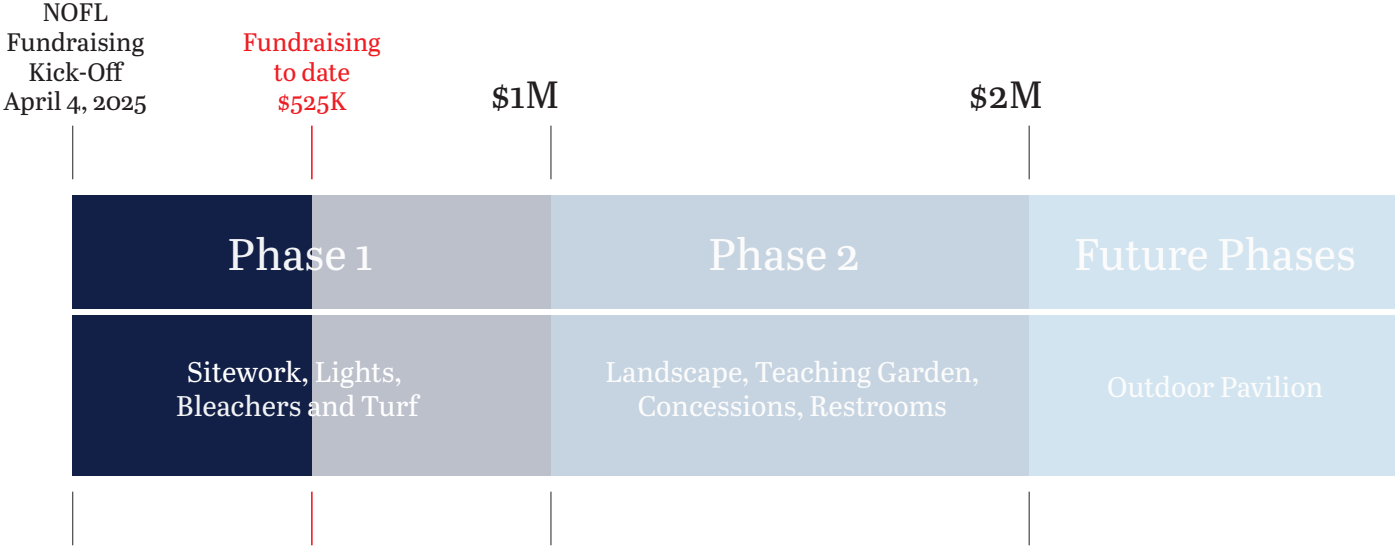 NOFL
Fundraising
Kick-Off
April 4, 2025
Fundraising
to date
$525K
$1M
$2M
Phase 1
Phase 2
Future Phases
Sitework, Lights,
Bleachers and Turf
Landscape, Teaching Garden,
Concessions, Restrooms
Outdoor Pavilion